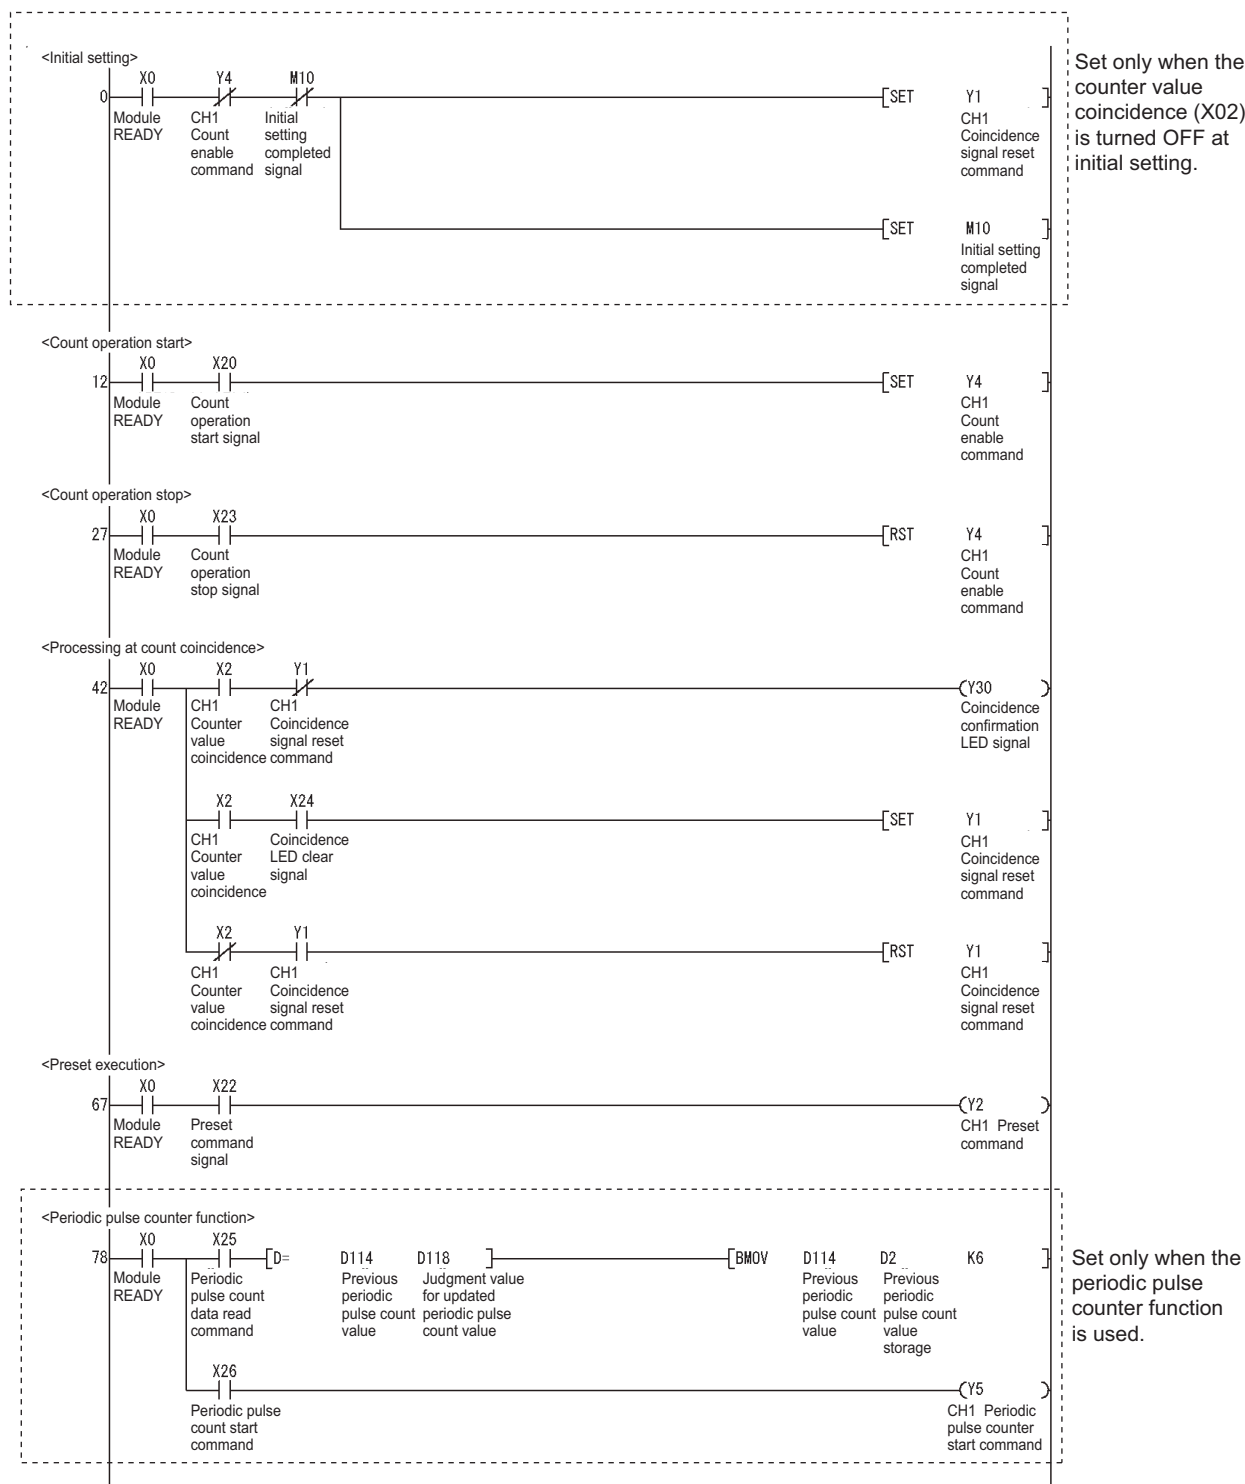 <Initial setting>
X0 Y4 M10
0 [SET Y1 ]
Module READY
CH1 Count enable command
Initial setting completed signal
CH1 Coincidence signal reset command
Set only when the
counter value
coincidence (X02)
is turned OFF at
initial setting.
[SET M10 ]
Initial setting completed signal
<Count operation start>
X0 X20
12 [SET Y4 ]
Module READY
Count operation start signal
CH1 Count enable command
<Count operation stop>
X0 X23
27 [RST Y4 ]
Module READY
Count operation stop signal
CH1 Count enable command
<Processing at count coincidence>
X0 X2 Y1
42 (Y30 )
Module READY
CH1 Counter value coincidence
CH1 Coincidence signal reset command
Coincidence confirmation LED signal
X2 X24
[SET Y1 ]
CH1 Counter value coincidence
Coincidence LED clear signal
CH1 Coincidence signal reset command
X2 Y1
[RST Y1 ]
CH1 Counter value coincidence
CH1 Coincidence signal reset command
CH1 Coincidence signal reset command
<Preset execution>
X0 X22
67 (Y2 )
Module READY
Preset command signal
CH1 Preset command
<Periodic pulse counter function>
X0 X25
78 [D= D114 D118 ] [BMOV D114 D2 K6 ]
Module READY
Periodic pulse count data read command
Previous periodic pulse count value
Judgment value for updated periodic pulse count value
Previous periodic pulse count value
Previous periodic pulse count value storage
Set only when the
periodic pulse
counter function
is used.
X26
(Y5 )
Periodic pulse count start command
CH1 Periodic pulse counter start command